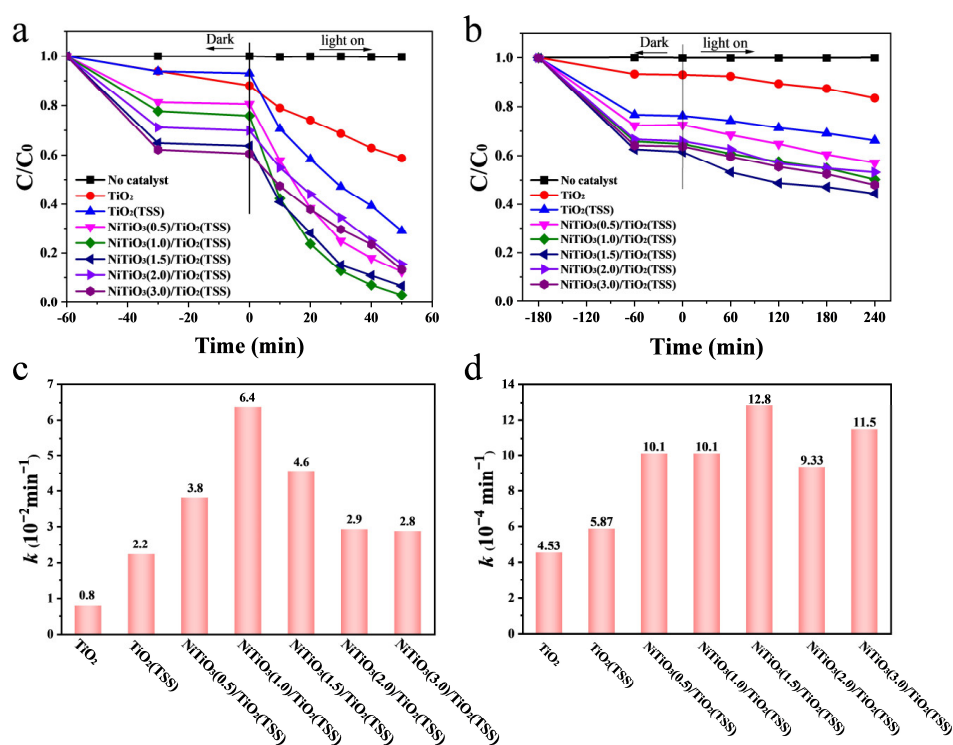 a
Dark
light on
1.0
0.8
0.6
0.4
0.2
0.0
C/C₀
No catalyst
TiO₂
TiO₂(TSS)
NiTiO₃(0.5)/TiO₂(TSS)
NiTiO₃(1.0)/TiO₂(TSS)
NiTiO₃(1.5)/TiO₂(TSS)
NiTiO₃(2.0)/TiO₂(TSS)
NiTiO₃(3.0)/TiO₂(TSS)
-60 -40 -20 0 20 40 60
Time (min)
b
Dark
light on
1.0
0.8
0.6
0.4
0.2
0.0
C/C₀
No catalyst
TiO₂
TiO₂(TSS)
NiTiO₃(0.5)/TiO₂(TSS)
NiTiO₃(1.0)/TiO₂(TSS)
NiTiO₃(1.5)/TiO₂(TSS)
NiTiO₃(2.0)/TiO₂(TSS)
NiTiO₃(3.0)/TiO₂(TSS)
-180 -120 -60 0 60 120 180 240
Time (min)
c
7
6
5
4
3
2
1
0
k (10⁻²min⁻¹)
0.8
2.2
3.8
6.4
4.6
2.9
2.8
TiO₂
TiO₂(TSS)
NiTiO₃(0.5)/TiO₂(TSS)
NiTiO₃(1.0)/TiO₂(TSS)
NiTiO₃(1.5)/TiO₂(TSS)
NiTiO₃(2.0)/TiO₂(TSS)
NiTiO₃(3.0)/TiO₂(TSS)
d
14
12
10
8
6
4
2
0
k (10⁻⁴ min⁻¹)
4.53
5.87
10.1
10.1
12.8
9.33
11.5
TiO₂
TiO₂(TSS)
NiTiO₃(0.5)/TiO₂(TSS)
NiTiO₃(1.0)/TiO₂(TSS)
NiTiO₃(1.5)/TiO₂(TSS)
NiTiO₃(2.0)/TiO₂(TSS)
NiTiO₃(3.0)/TiO₂(TSS)